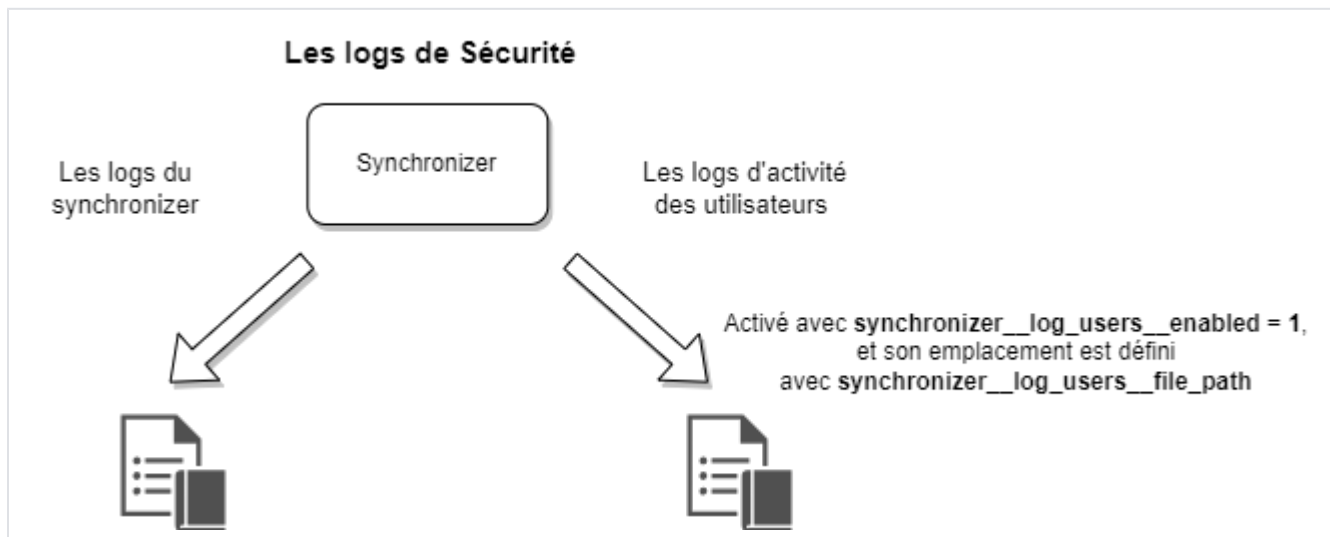 Les logs de Sécurité
Les logs du
synchronizer
Synchronizer
Les logs d'activité
des utilisateurs
Activé avec synchronizer__log_users__enabled = 1,
et son emplacement est défini
avec synchronizer__log_users__file_path